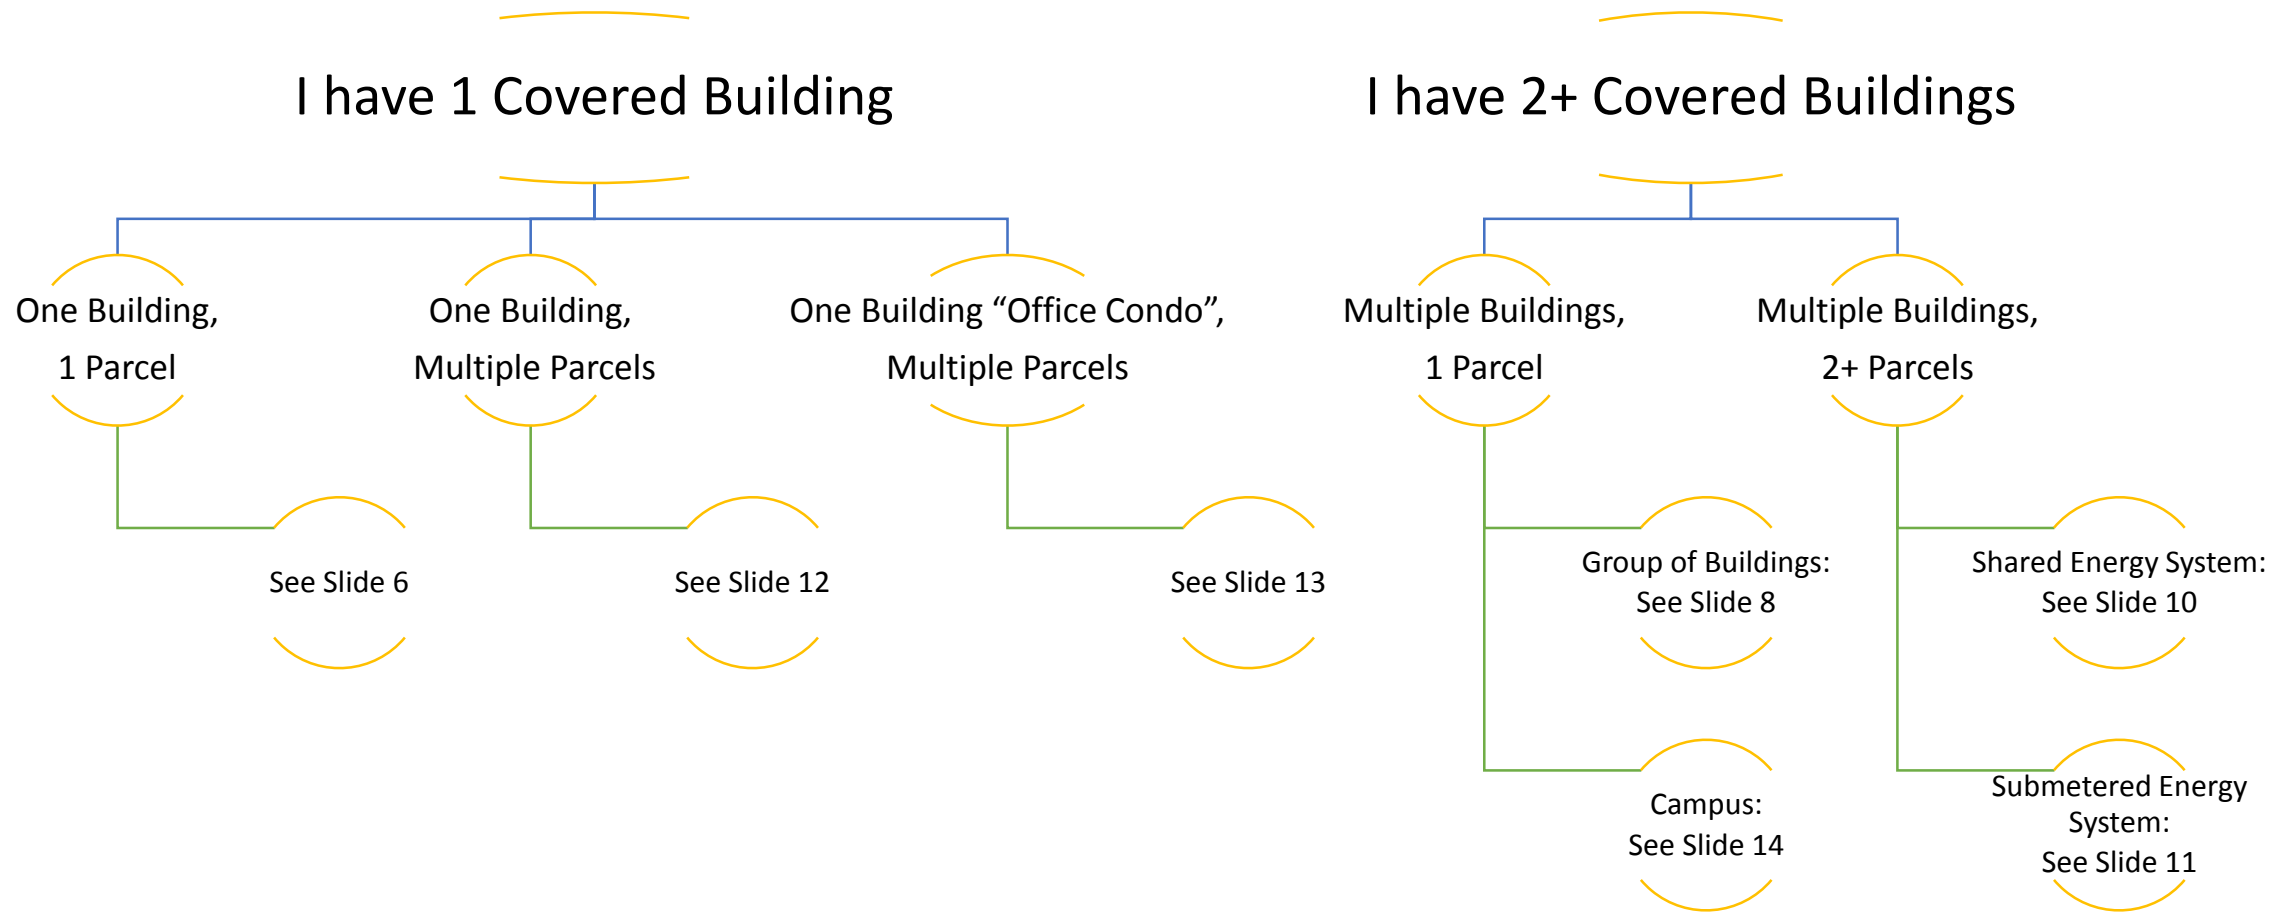 I have 1 Covered Building
I have 2+ Covered Buildings
One Building,
1 Parcel
One Building,
Multiple Parcels
One Building “Office Condo”,
Multiple Parcels
Multiple Buildings,
1 Parcel
Multiple Buildings,
2+ Parcels
See Slide 6
See Slide 12
See Slide 13
Group of Buildings:
See Slide 8
Shared Energy System:
See Slide 10
Campus:
See Slide 14
Submetered Energy
System:
See Slide 11